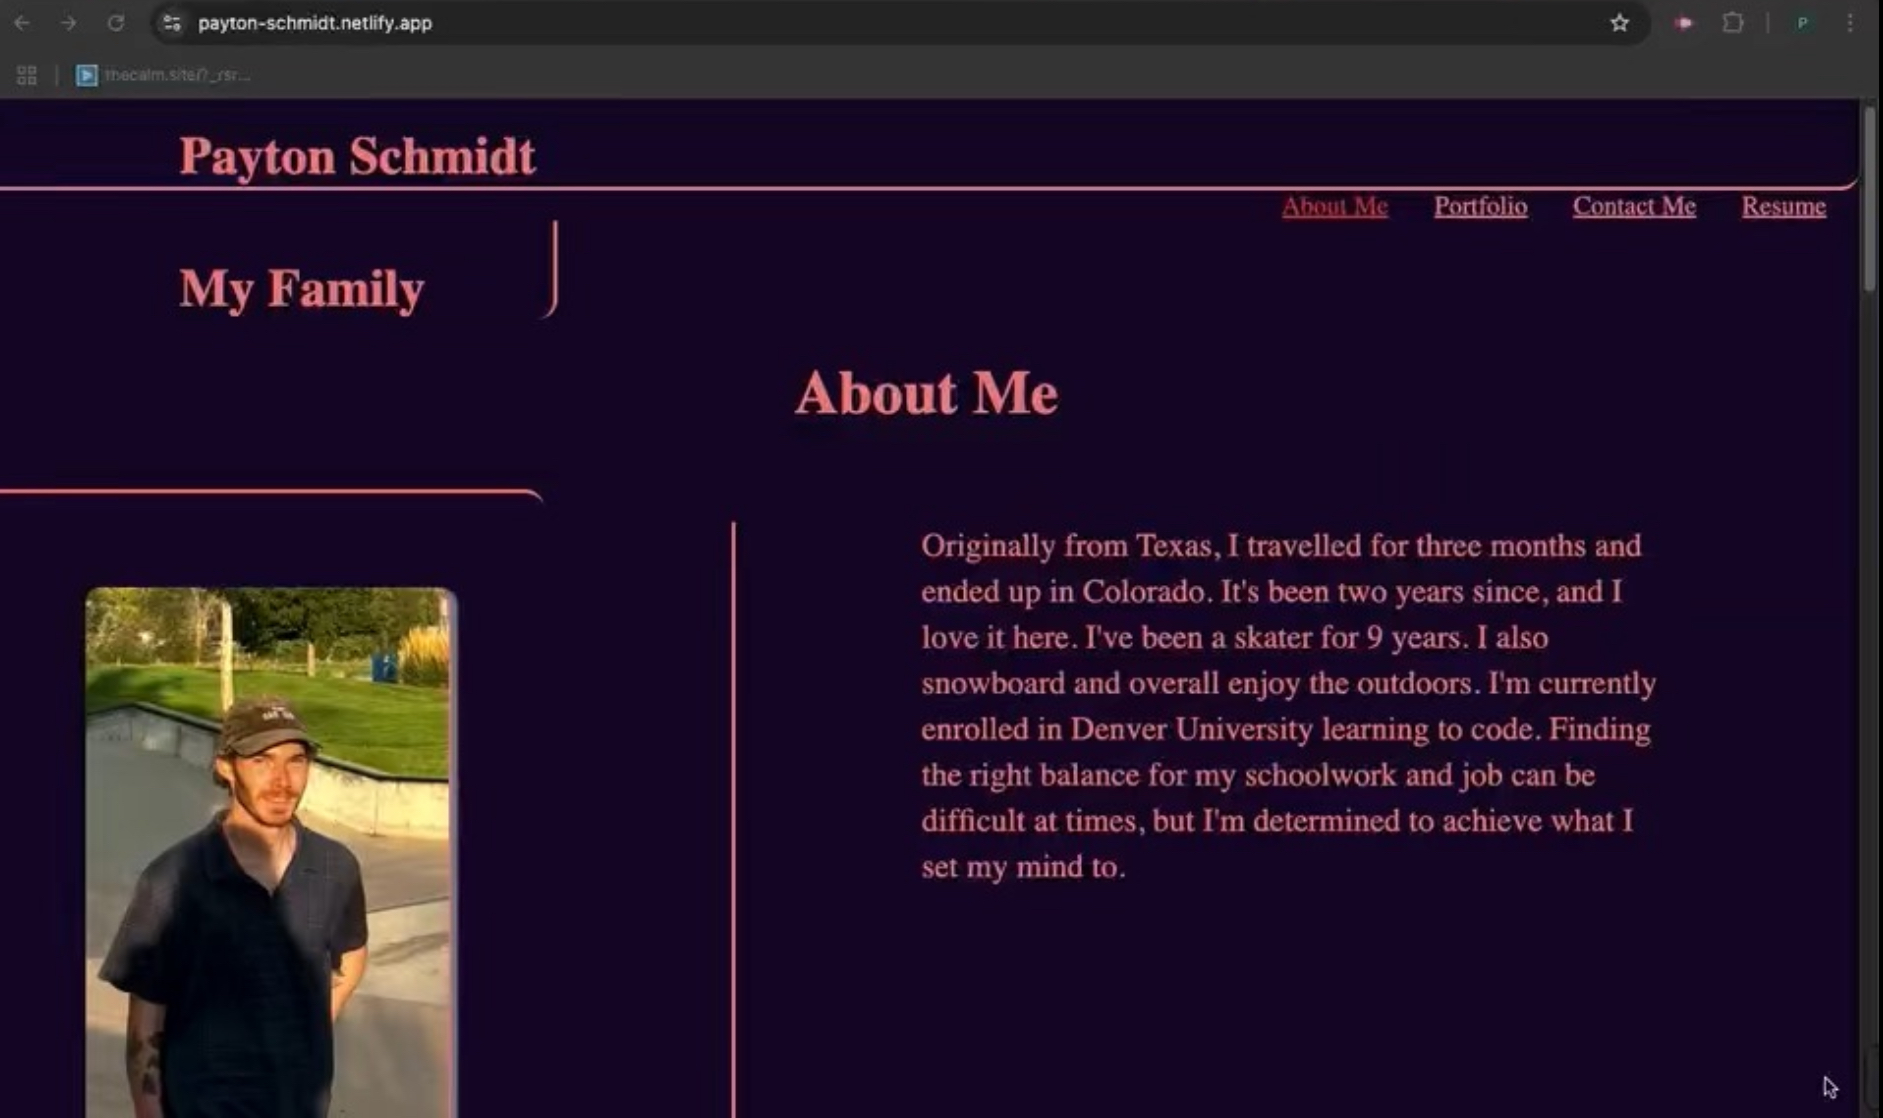 payton-schmidt.netlify.app
P
thecalm.site/?_rsr...
Payton Schmidt
About Me
Portfolio
Contact Me
Resume
My Family
About Me
Originally from Texas, I travelled for three months and
ended up in Colorado. It's been two years since, and I
love it here. I've been a skater for 9 years. I also
snowboard and overall enjoy the outdoors. I'm currently
enrolled in Denver University learning to code. Finding
the right balance for my schoolwork and job can be
difficult at times, but I'm determined to achieve what I
set my mind to.